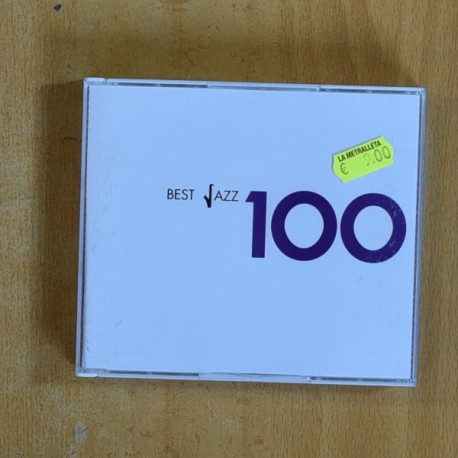 LA METRALLETA
€ 9.00
BEST JAZZ
100